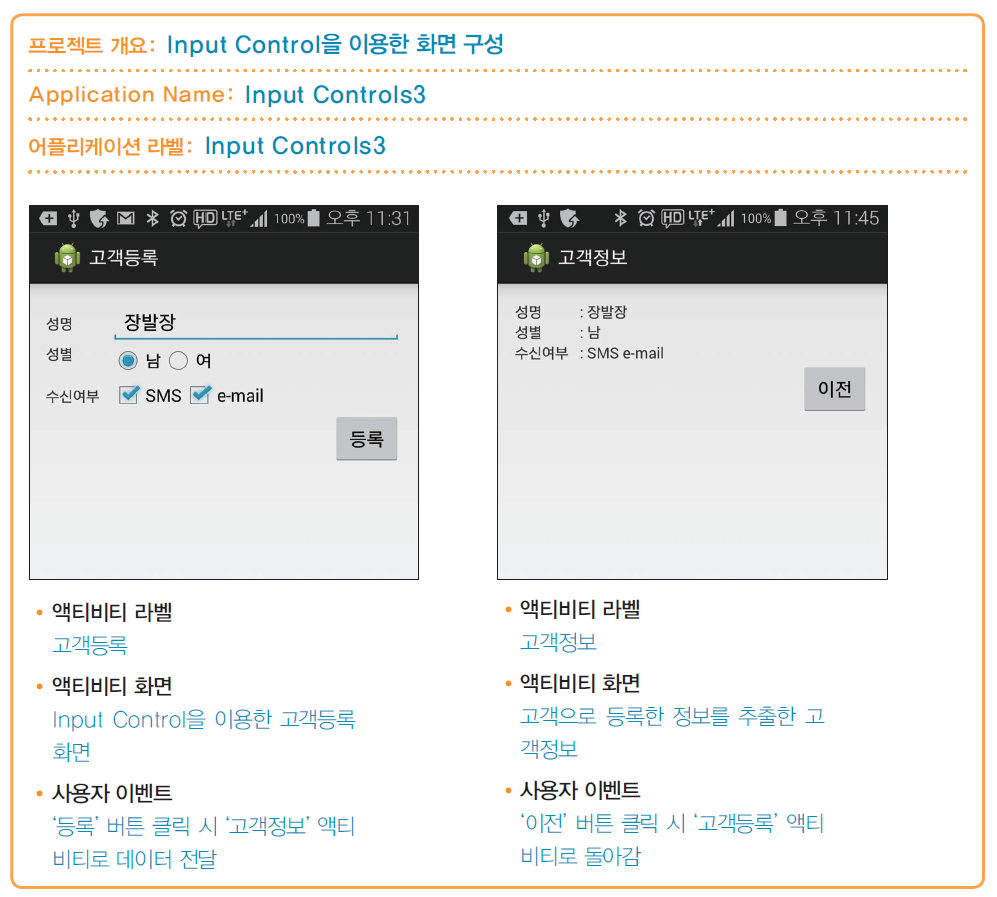 프로젝트 개요: Input Control을 이용한 화면 구성
Application Name: Input Controls3
어플리케이션 라벨: Input Controls3
HD LTE+ 100% 오후 11:31
고객등록
성명 장발장
성별 남 여
수신여부 SMS e-mail
등록
• 액티비티 라벨
고객등록
• 액티비티 화면
Input Control을 이용한 고객등록
화면
• 사용자 이벤트
‘등록’ 버튼 클릭 시 ‘고객정보’ 액티
비티로 데이터 전달
HD LTE+ 100% 오후 11:45
고객정보
성명 : 장발장
성별 : 남
수신여부 : SMS e-mail
이전
• 액티비티 라벨
고객정보
• 액티비티 화면
고객으로 등록한 정보를 추출한 고
객정보
• 사용자 이벤트
‘이전’ 버튼 클릭 시 ‘고객등록’ 액티
비티로 돌아감